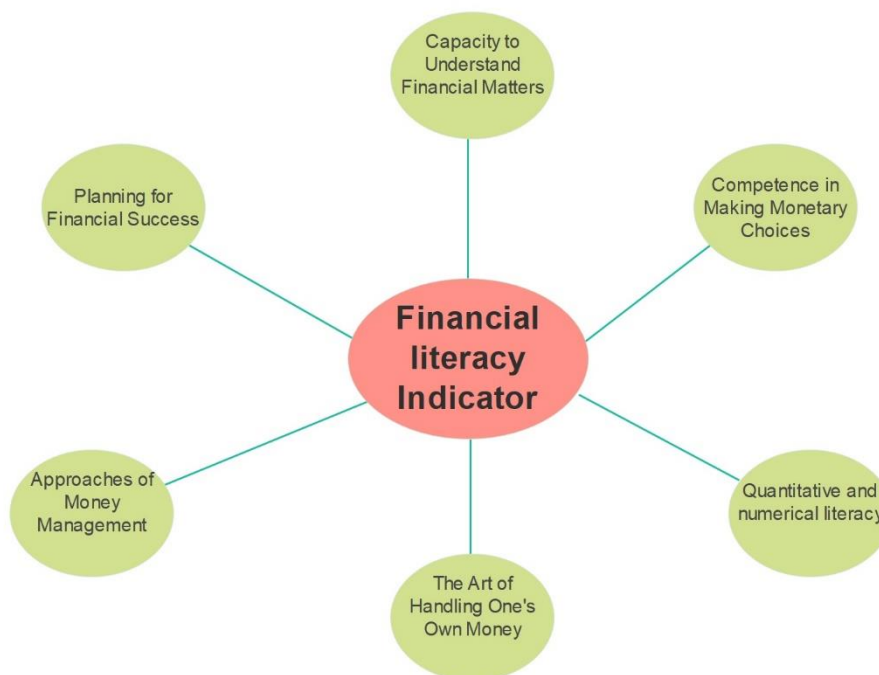 Capacity to
Understand
Financial Matters
Planning for
Financial Success
Competence in
Making Monetary
Choices
Financial
literacy
Indicator
Approaches of
Money
Management
Quantitative and
numerical literacy
The Art of
Handling One's
Own Money